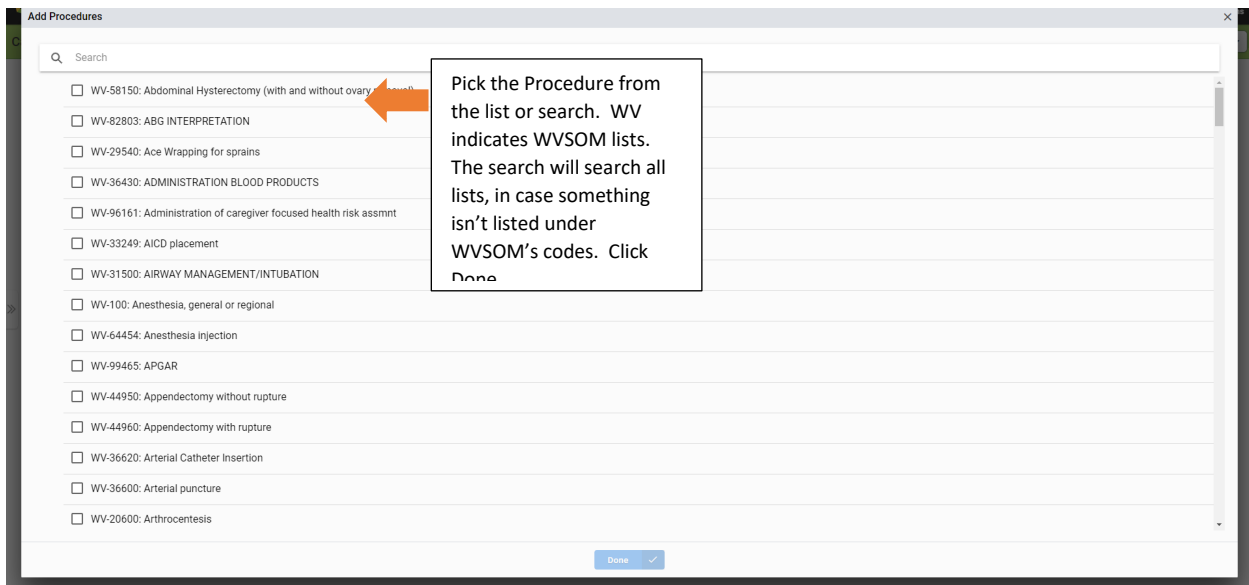 Add Procedures
Search
WV-58150: Abdominal Hysterectomy (with and without ovary
WV-82803: ABG INTERPRETATION
WV-29540: Ace Wrapping for sprains
WV-36430: ADMINISTRATION BLOOD PRODUCTS
WV-96161: Administration of caregiver focused health risk assmnt
WV-33249: AICD placement
WV-31500: AIRWAY MANAGEMENT/INTUBATION
WV-100: Anesthesia, general or regional
WV-64454: Anesthesia injection
WV-99465: APGAR
WV-44950: Appendectomy without rupture
WV-44960: Appendectomy with rupture
WV-36620: Arterial Catheter Insertion
WV-36600: Arterial puncture
WV-20600: Arthrocentesis
Pick the Procedure from
the list or search. WV
indicates WVSOM lists.
The search will search all
lists, in case something
isn’t listed under
WVSOM’s codes. Click
Done
Done